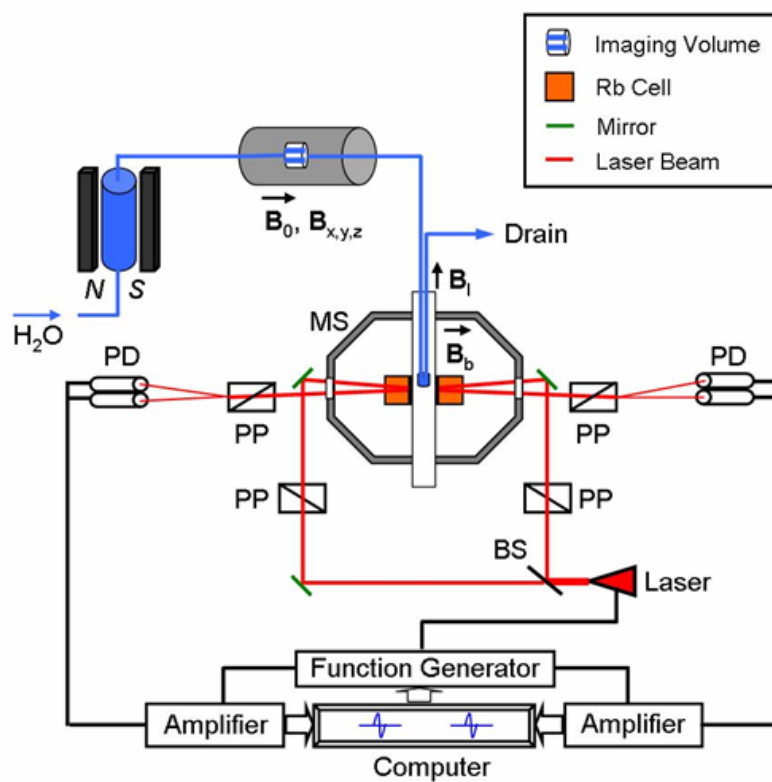 Imaging Volume
Rb Cell
Mirror
Laser Beam
B0, Bx,y,z
Drain
N S
H2O
Bl
MS
Bb
PD
PD
PP
PP
PP
PP
BS
Laser
Function Generator
Amplifier
Amplifier
Computer